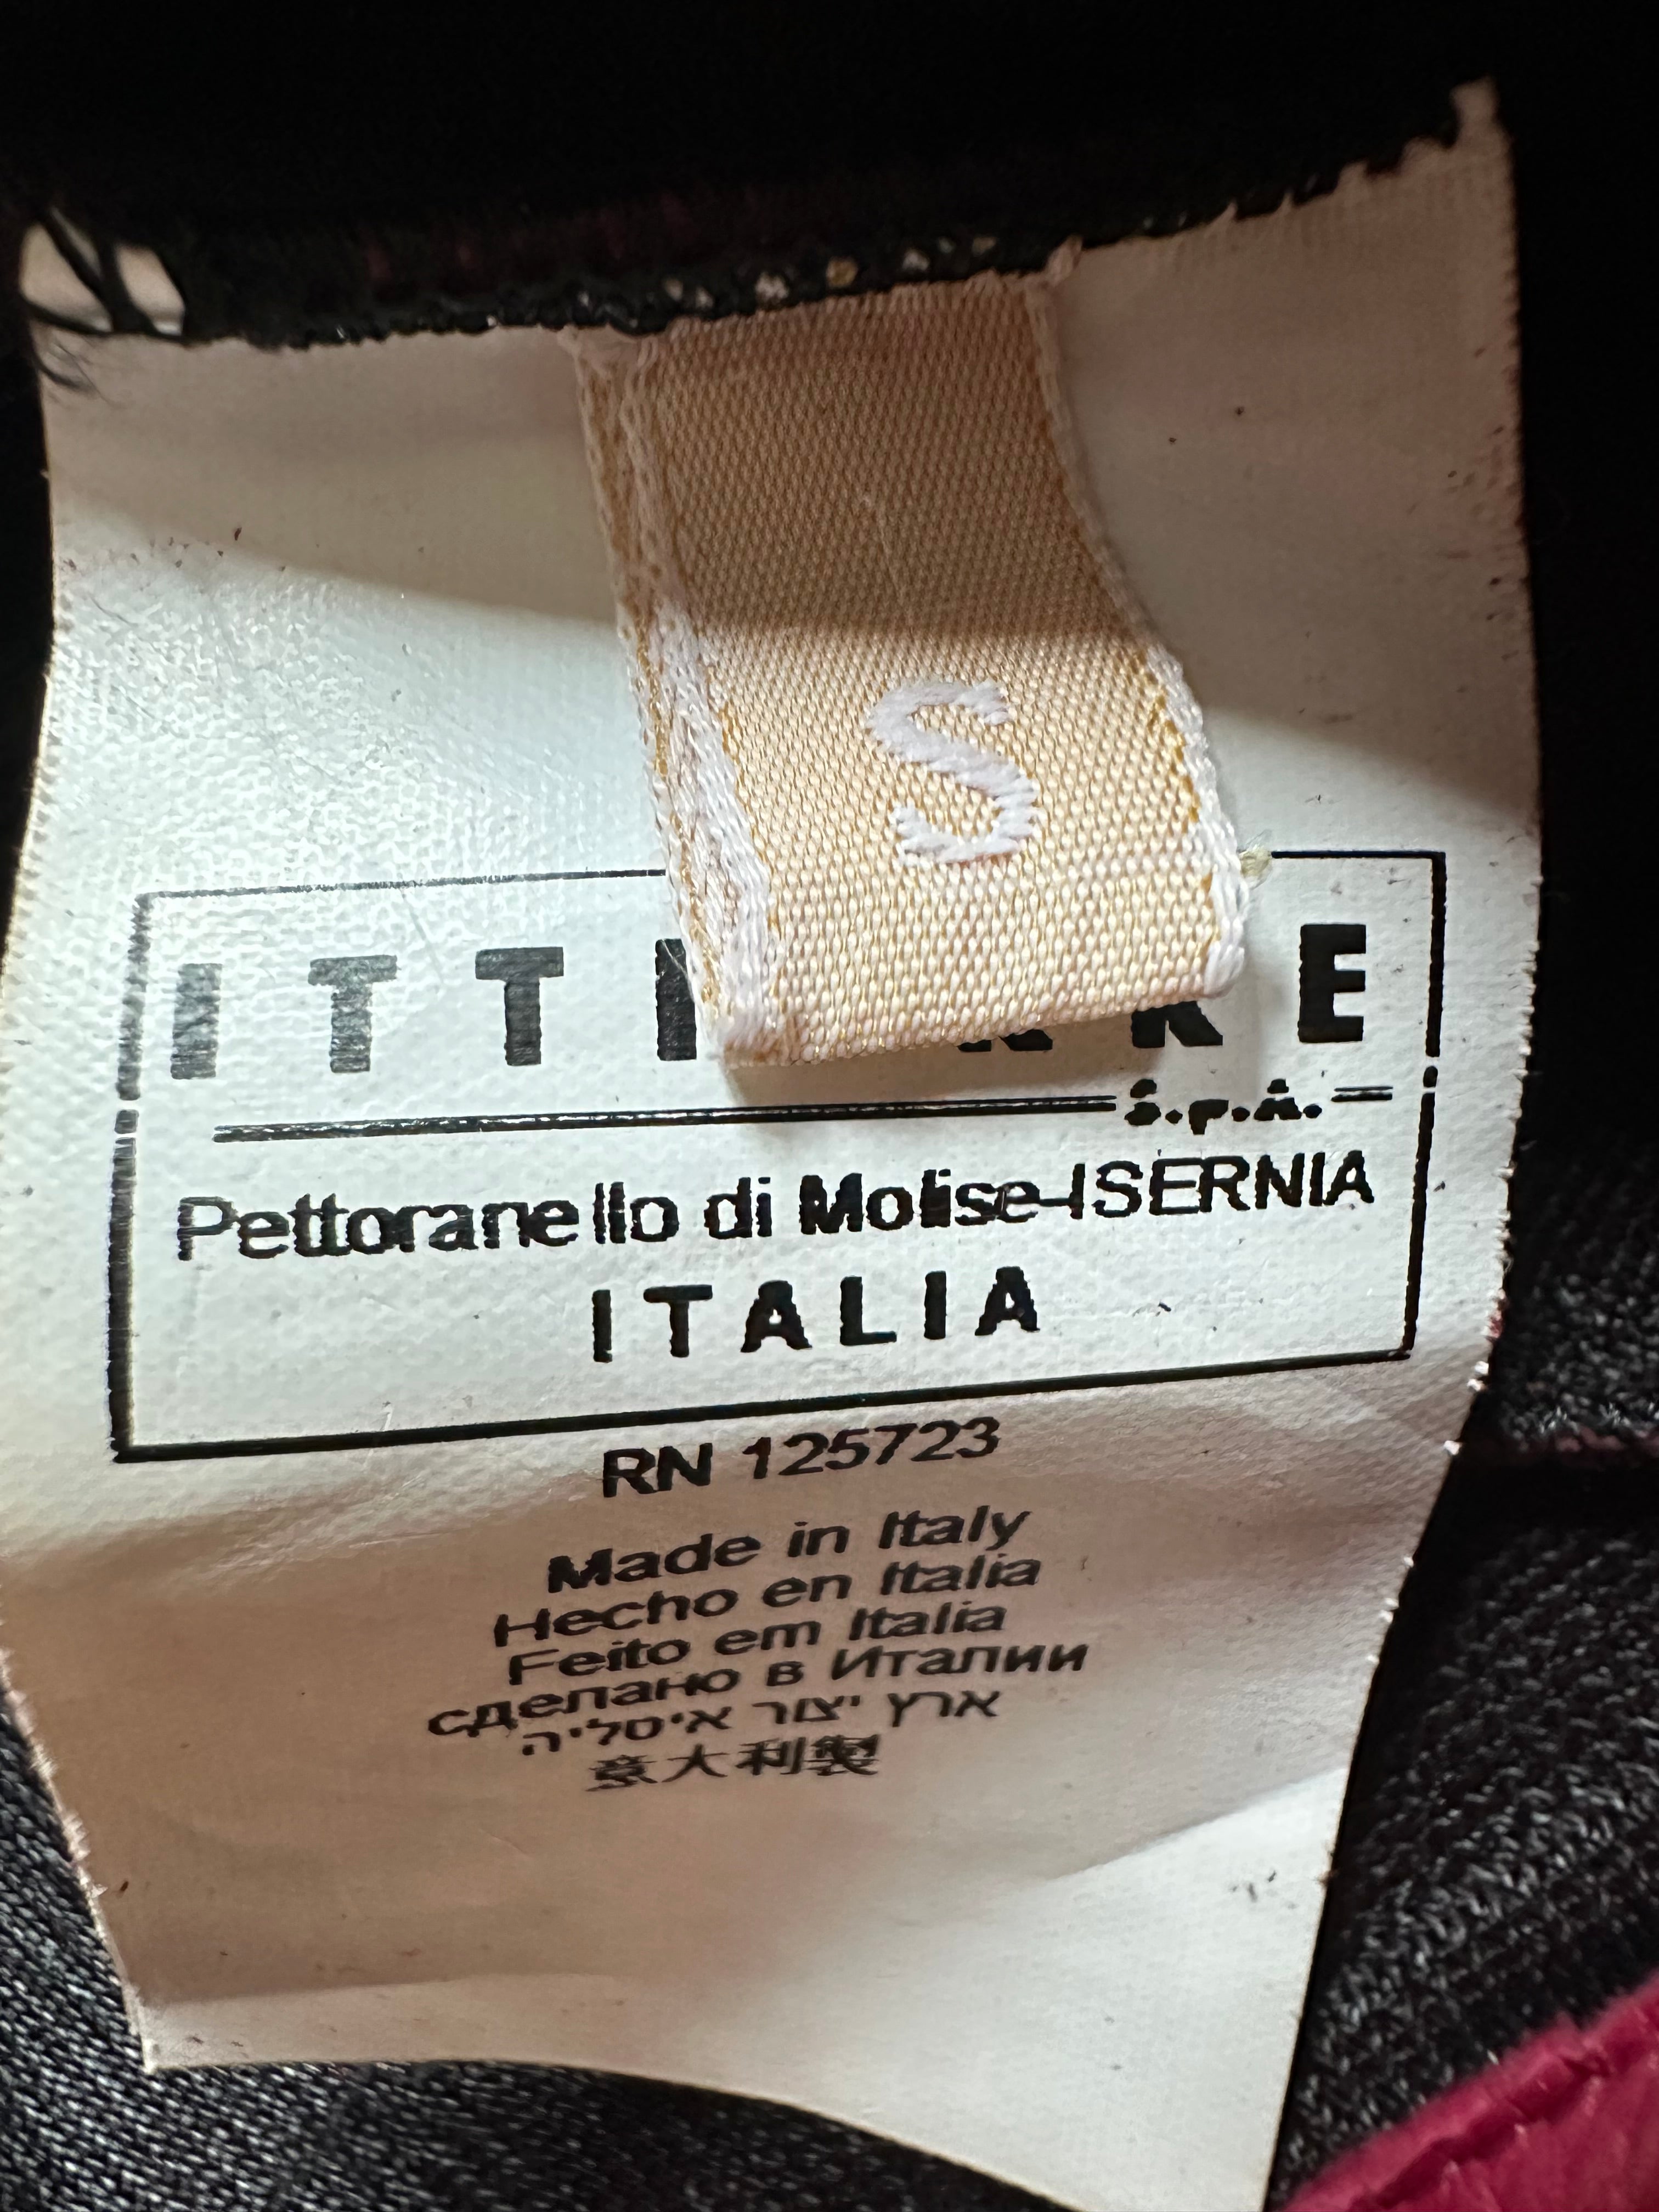 S
S.p.A.
Pettoranello di Molise-ISERNIA
ITALIA
RN 125723
Made in Italy
Hecho en Italia
Feito em Italia
сделано в Италии
ארץ יצור איטליה
意大利製